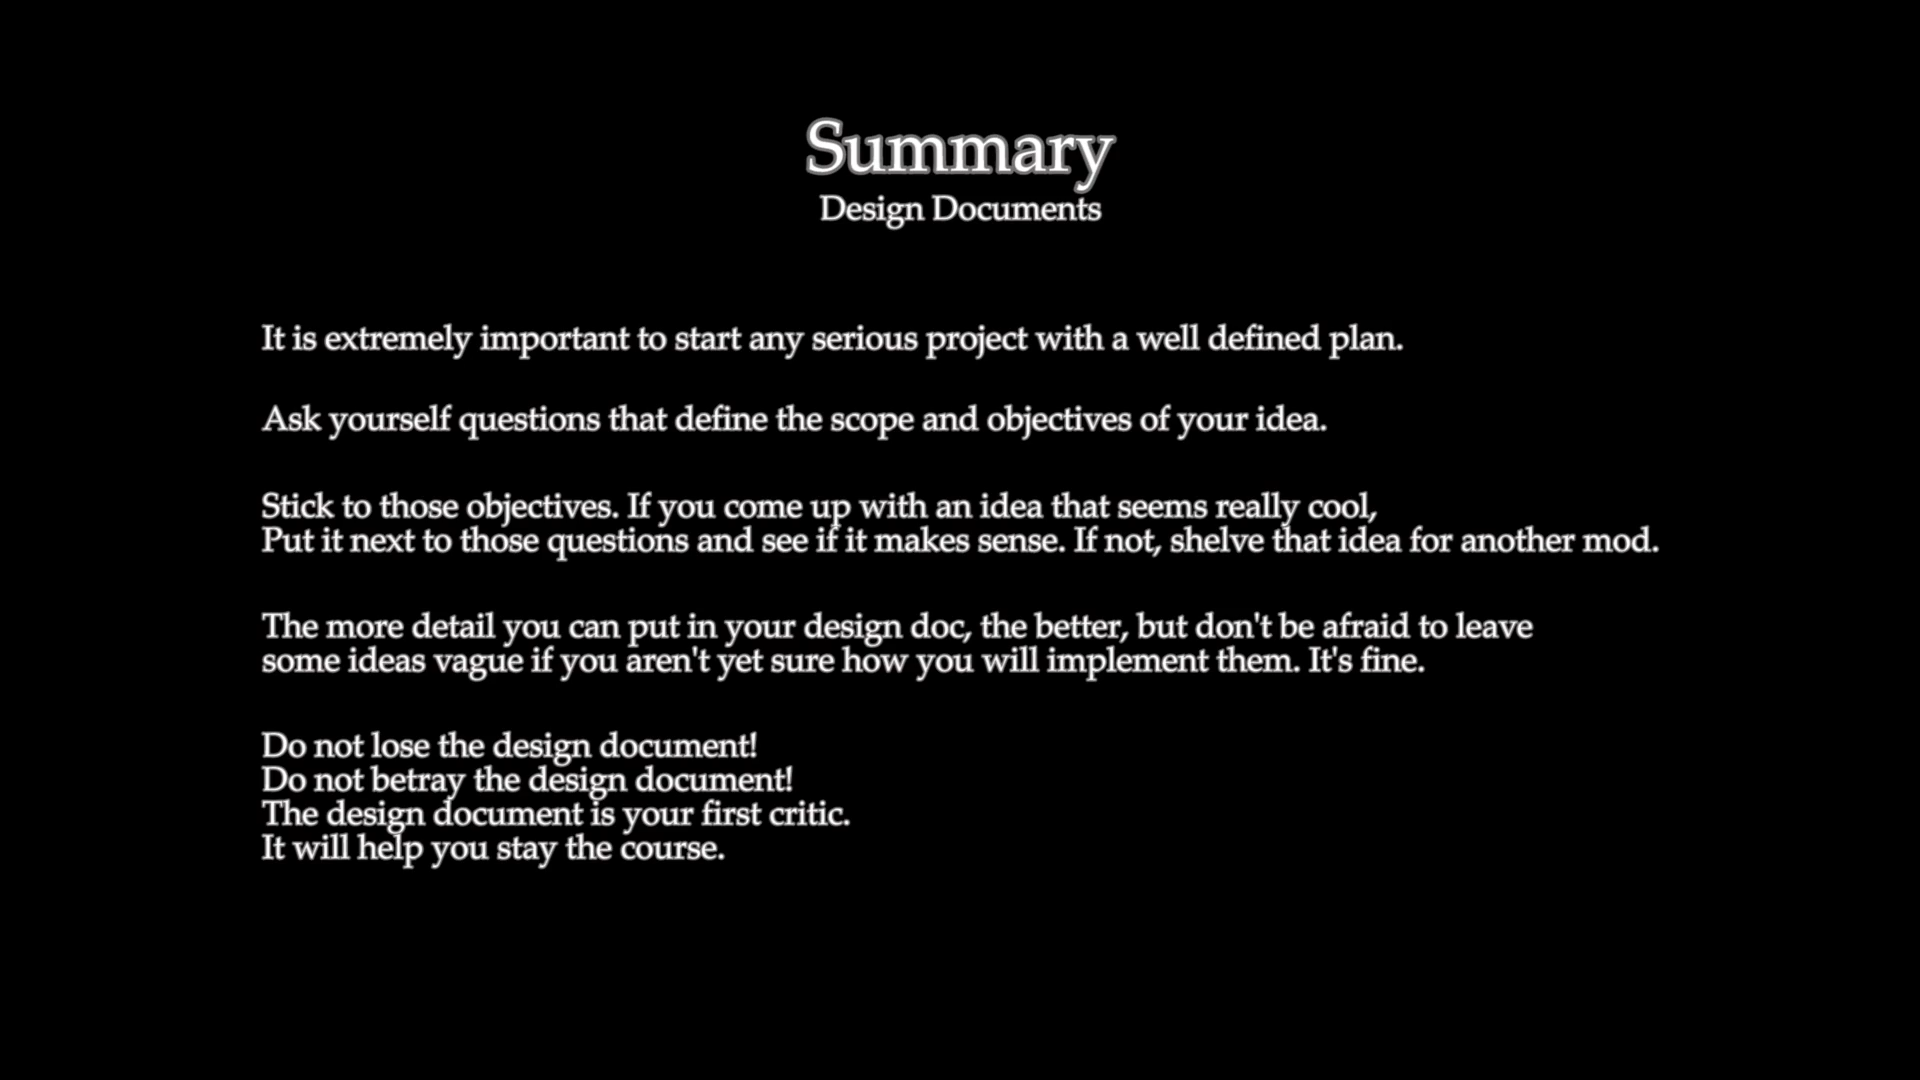 Summary
Design Documents
It is extremely important to start any serious project with a well defined plan.
Ask yourself questions that define the scope and objectives of your idea.
Stick to those objectives. If you come up with an idea that seems really cool,
Put it next to those questions and see if it makes sense. If not, shelve that idea for another mod.
The more detail you can put in your design doc, the better, but don't be afraid to leave
some ideas vague if you aren't yet sure how you will implement them. It's fine.
Do not lose the design document!
Do not betray the design document!
The design document is your first critic.
It will help you stay the course.